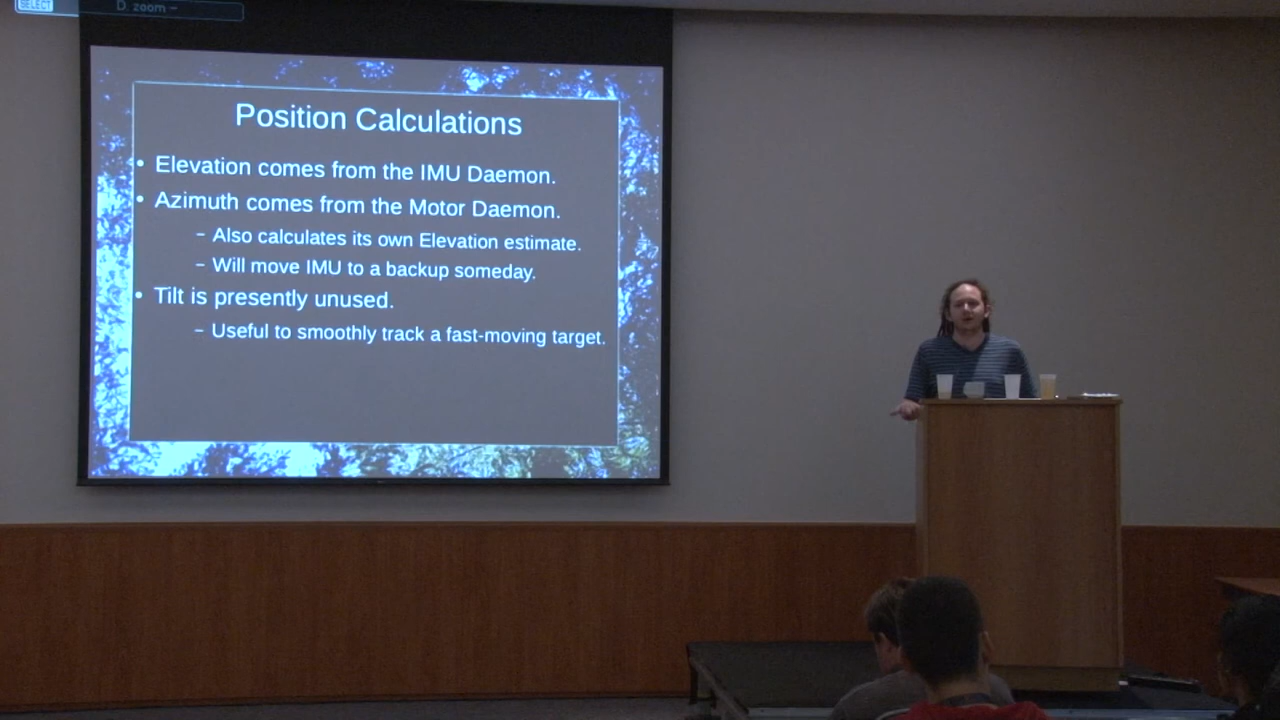 SELECT
D. zoom –
Position Calculations
• Elevation comes from the IMU Daemon.
• Azimuth comes from the Motor Daemon.
– Also calculates its own Elevation estimate.
– Will move IMU to a backup someday.
• Tilt is presently unused.
– Useful to smoothly track a fast-moving target.